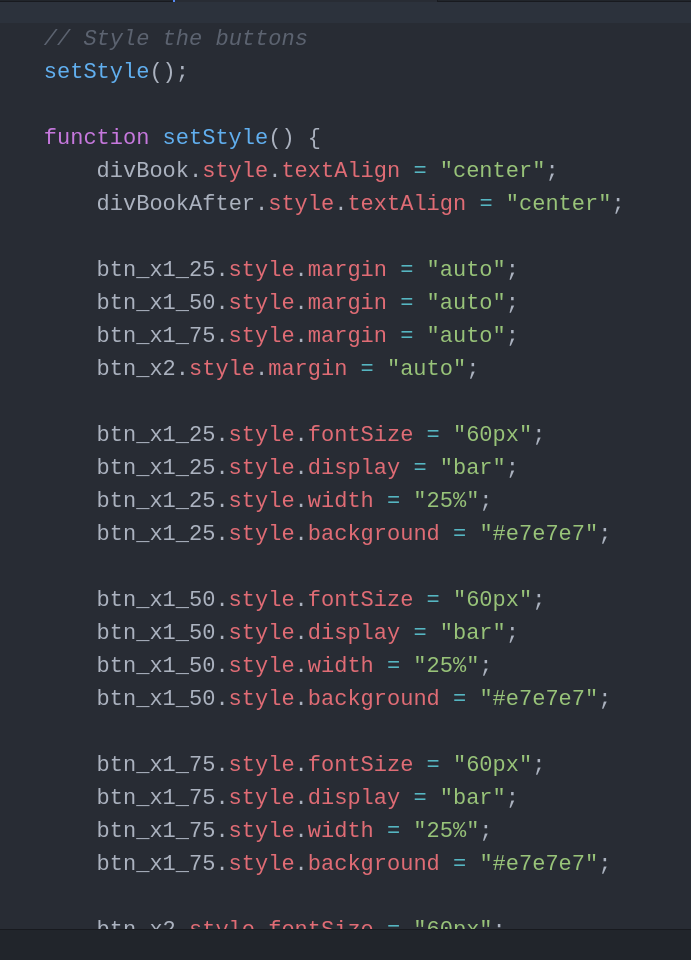 // Style the buttons
setStyle();
function setStyle() {
divBook.style.textAlign = "center";
divBookAfter.style.textAlign = "center";
btn_x1_25.style.margin = "auto";
btn_x1_50.style.margin = "auto";
btn_x1_75.style.margin = "auto";
btn_x2.style.margin = "auto";
btn_x1_25.style.fontSize = "60px";
btn_x1_25.style.display = "bar";
btn_x1_25.style.width = "25%";
btn_x1_25.style.background = "#e7e7e7";
btn_x1_50.style.fontSize = "60px";
btn_x1_50.style.display = "bar";
btn_x1_50.style.width = "25%";
btn_x1_50.style.background = "#e7e7e7";
btn_x1_75.style.fontSize = "60px";
btn_x1_75.style.display = "bar";
btn_x1_75.style.width = "25%";
btn_x1_75.style.background = "#e7e7e7";
btn_x2.style.fontSize = "60px";